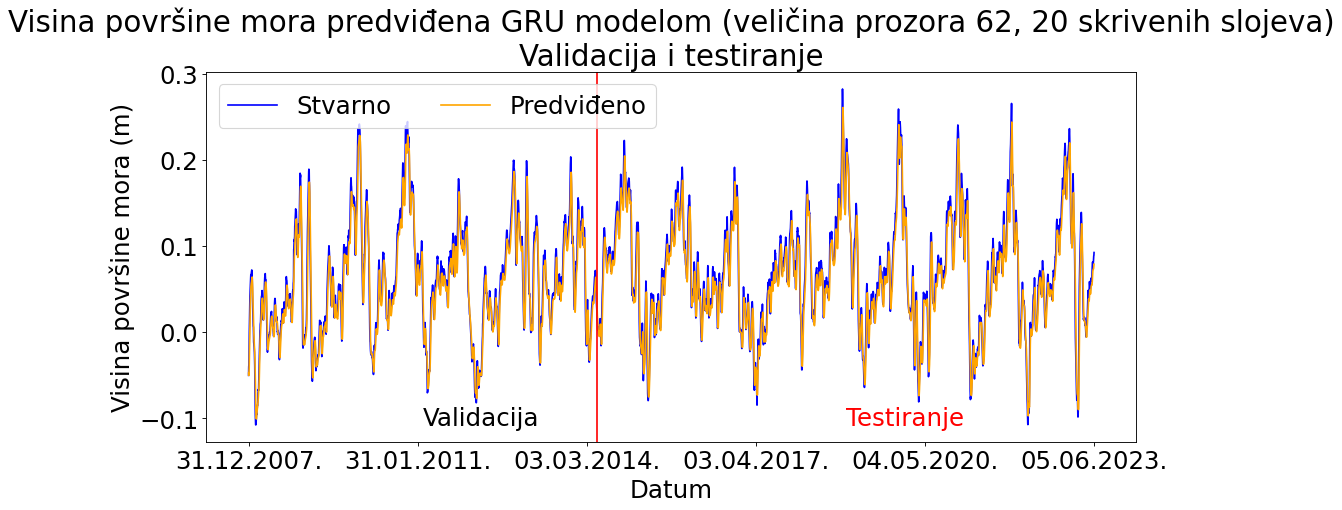 Visina površine mora predviđena GRU modelom (veličina prozora 62, 20 skrivenih slojeva)
Validacija i testiranje
Stvarno Predviđeno
Visina površine mora (m)
0.3
0.2
0.1
0.0
−0.1
Validacija
Testiranje
31.12.2007. 31.01.2011. 03.03.2014. 03.04.2017. 04.05.2020. 05.06.2023.
Datum